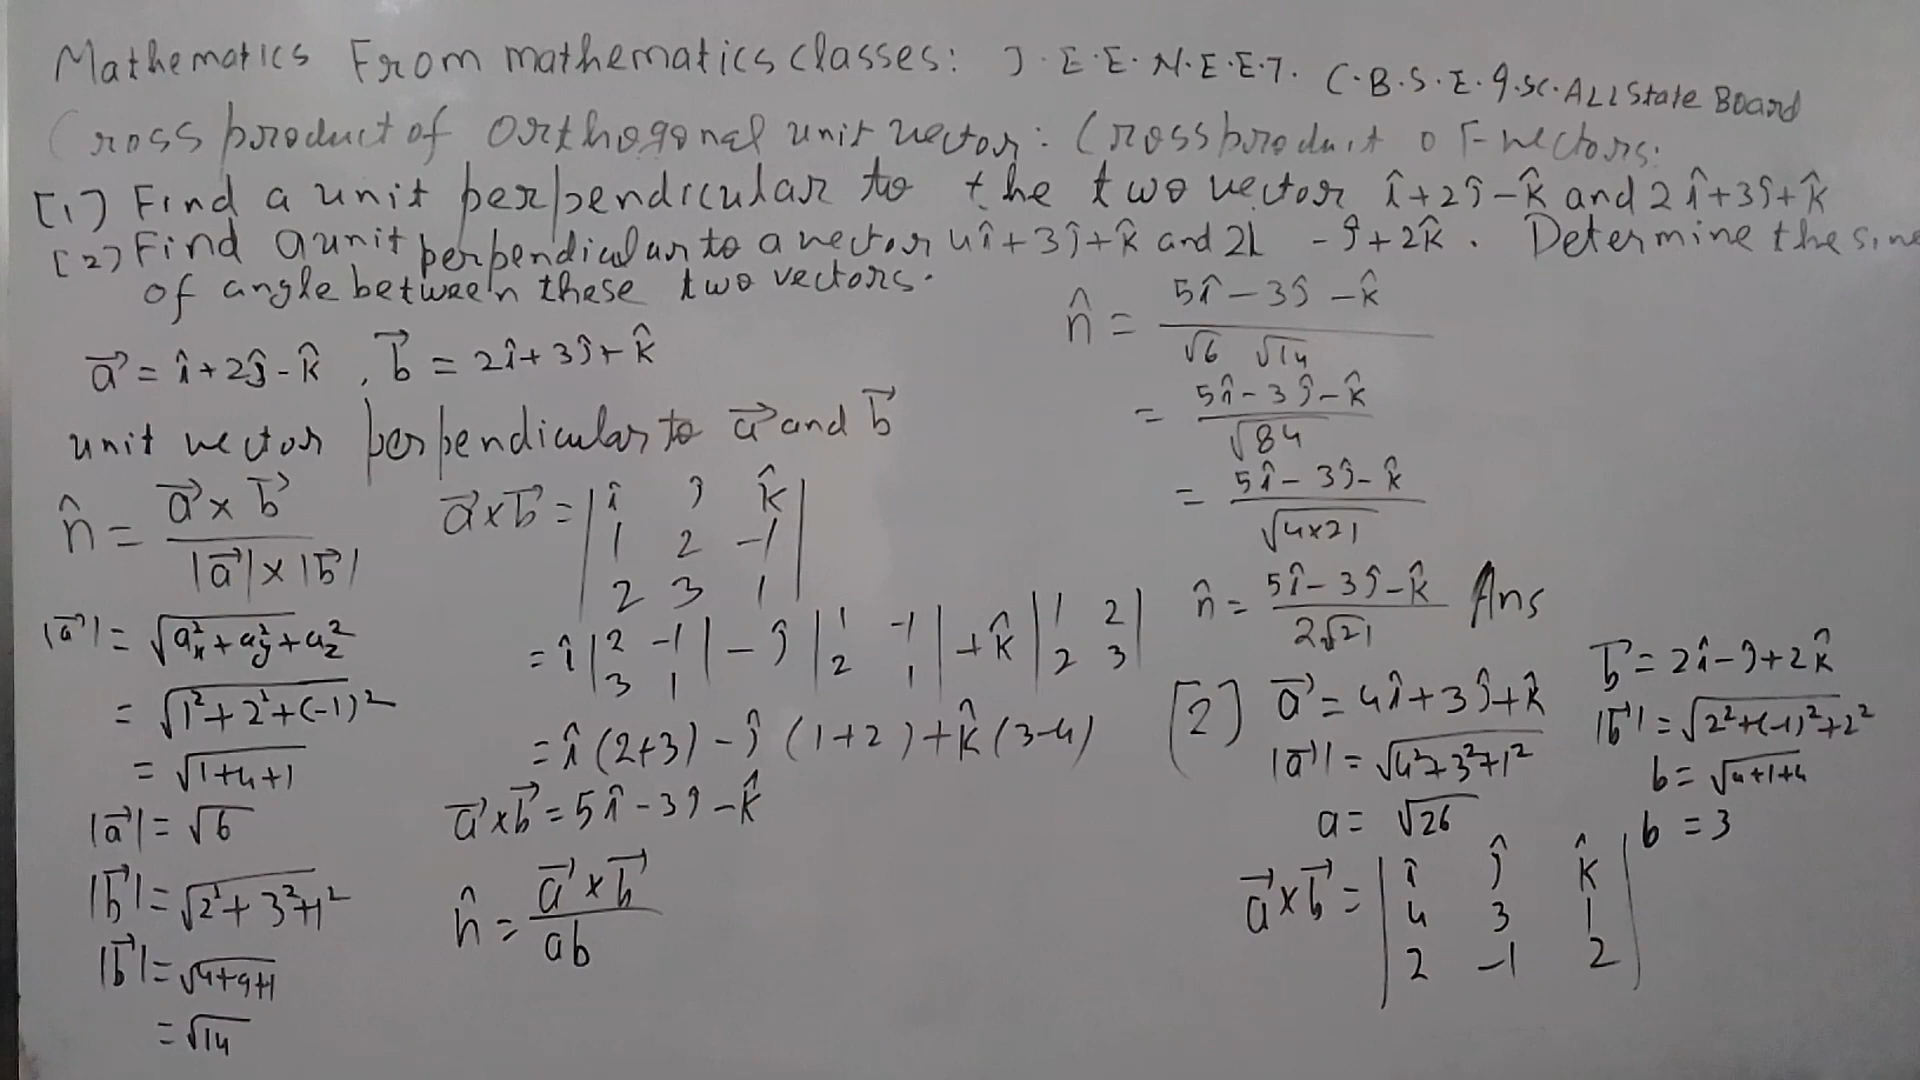 Mathematics From mathematics classes: J.E.E.N.E.E.T. C.B.S.E.I.SC.ALL State Board
Cross product of Orthogonal unit vector: Cross product of vectors:
[1] Find a unit perpendicular to the two vector î+2ĵ-k̂ and 2î+3ĵ+k̂
[2] Find a unit perpendicular to a vector 4î+3ĵ+k̂ and 2î -ĵ+2k̂. Determine the sine
of angle between these two vectors.
a⃗ = î+2ĵ-k̂, b⃗ = 2î+3ĵ+k̂
unit vector perpendicular to a⃗ and b⃗
n̂ = a⃗ × b⃗ / |a⃗| × |b⃗|
|a⃗| = √(aₓ²+a_y²+a_z²)
= √(1²+2²+(-1)²)
= √(1+4+1)
|a⃗| = √6
|b⃗| = √(2²+3²+1²)
|b⃗| = √(4+9+1)
= √14
a⃗×b⃗ = | î ĵ k̂ |
| 1 2 -1 |
| 2 3 1 |
= î |2 -1| - ĵ |1 -1| + k̂ |1 2|
|3 1| |2 1| |2 3|
= î(2+3) - ĵ(1+2) + k̂(3-4)
a⃗×b⃗ = 5î-3ĵ-k̂
n̂ = a⃗×b⃗ / ab
n̂ = 5î-3ĵ-k̂ / √6 √14
= 5î-3ĵ-k̂ / √84
= 5î-3ĵ-k̂ / √(4×21)
n̂ = 5î-3ĵ-k̂ / 2√21 Ans
[2] a⃗ = 4î+3ĵ+k̂
|a⃗| = √(4²+3²+1²)
a = √26
b⃗ = 2î-ĵ+2k̂
|b⃗| = √(2²+(-1)²+2²)
b = √(4+1+4)
b = 3
a⃗×b⃗ = | î ĵ k̂ |
| 4 3 1 |
| 2 -1 2 |